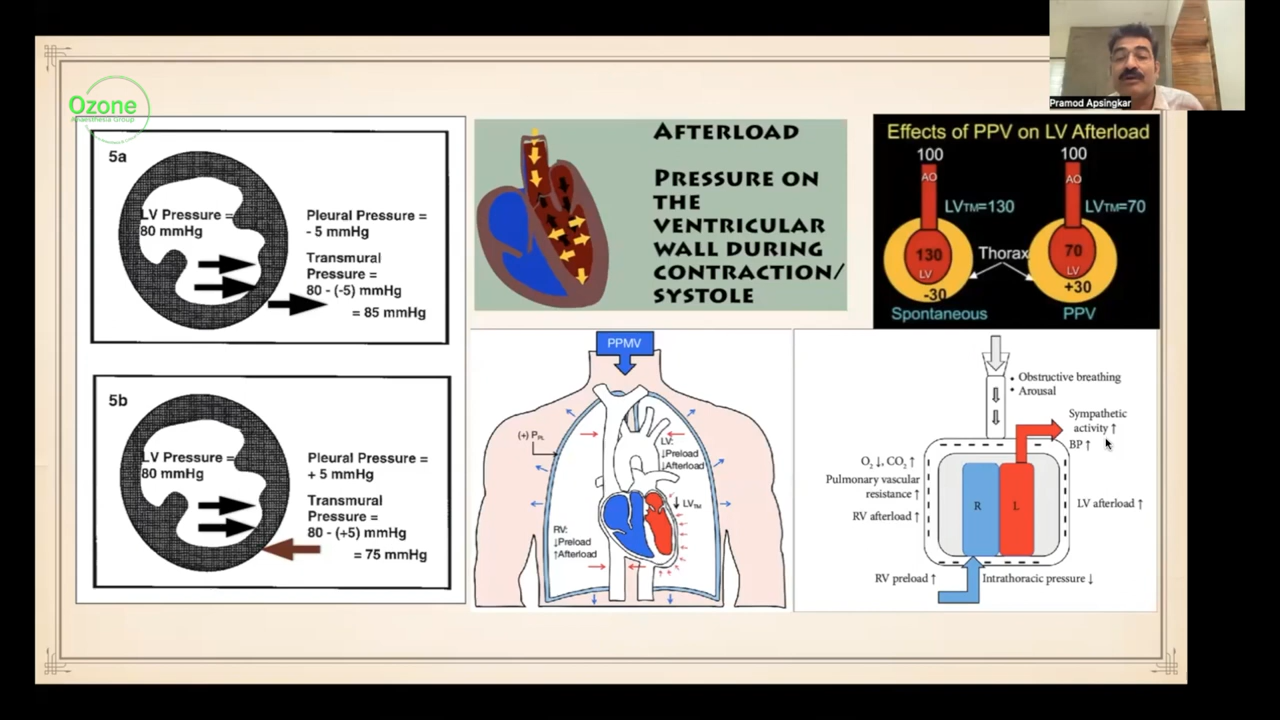 Pramod Apsingkar
Ozone
Anaesthesia Group
5a
LV Pressure =
80 mmHg
Pleural Pressure =
- 5 mmHg
Transmural
Pressure =
80 - (-5) mmHg
= 85 mmHg
5b
LV Pressure =
80 mmHg
Pleural Pressure =
+ 5 mmHg
Transmural
Pressure =
80 - (+5) mmHg
= 75 mmHg
AFTERLOAD
PRESSURE ON
THE
VENTRICULAR
WALL DURING
CONTRACTION/
SYSTOLE
Effects of PPV on LV Afterload
100
100
AO
AO
LVTM=130
LVTM=70
130
LV
-30
Thorax
70
LV
+30
Spontaneous
PPV
PPMV
(+) PPL
LV:
↓Preload
↓Afterload
↓ LVTM
RV:
↓Preload
↑Afterload
• Obstructive breathing
• Arousal
Sympathetic
activity ↑
BP ↑
O2 ↓, CO2 ↑
Pulmonary vascular
resistance ↑
RV afterload ↑
R
L
LV afterload ↑
RV preload ↑
Intrathoracic pressure ↓